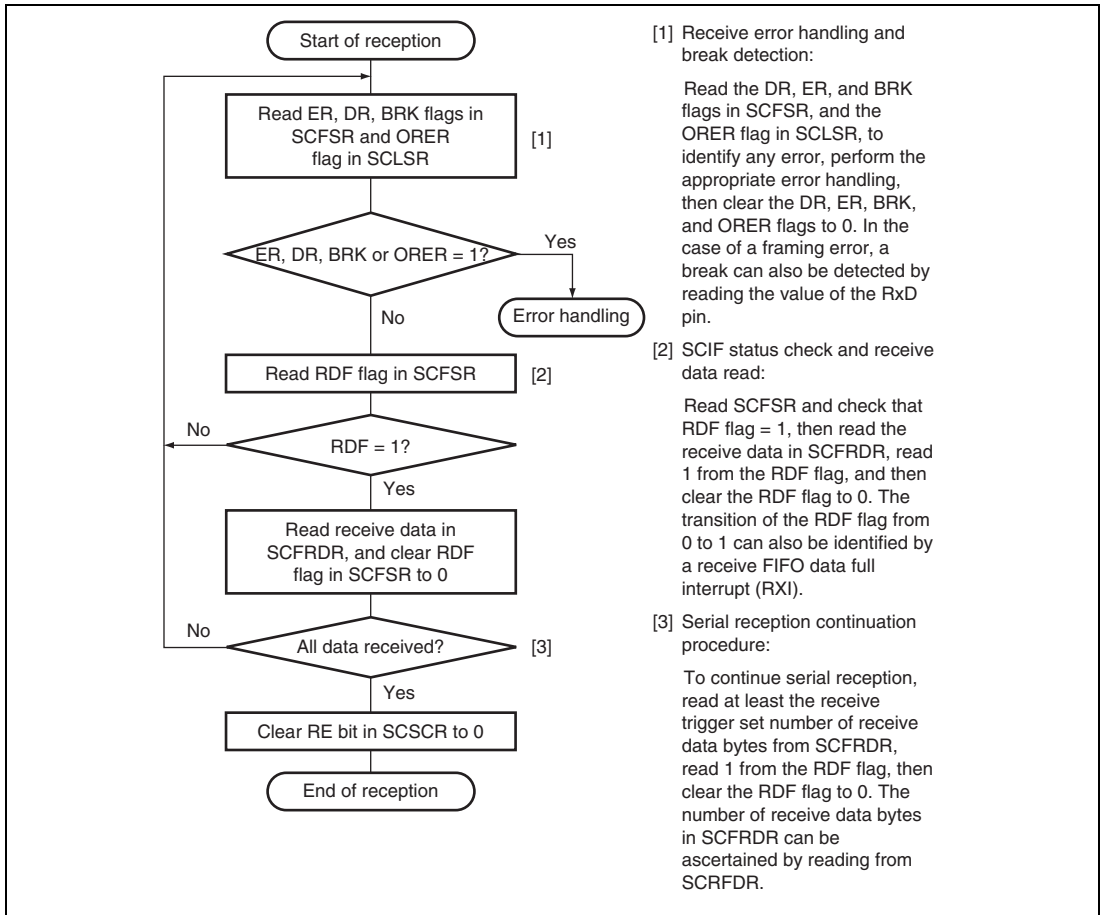 Start of reception
Read ER, DR, BRK flags in
SCFSR and ORER
flag in SCLSR
[1]
ER, DR, BRK or ORER = 1?
Yes
Error handling
No
Read RDF flag in SCFSR
[2]
No
RDF = 1?
Yes
Read receive data in
SCFRDR, and clear RDF
flag in SCFSR to 0
No
All data received?
[3]
Yes
Clear RE bit in SCSCR to 0
End of reception
[1] Receive error handling and
break detection:
Read the DR, ER, and BRK
flags in SCFSR, and the
ORER flag in SCLSR, to
identify any error, perform the
appropriate error handling,
then clear the DR, ER, BRK,
and ORER flags to 0. In the
case of a framing error, a
break can also be detected by
reading the value of the RxD
pin.
[2] SCIF status check and receive
data read:
Read SCFSR and check that
RDF flag = 1, then read the
receive data in SCFRDR, read
1 from the RDF flag, and then
clear the RDF flag to 0. The
transition of the RDF flag from
0 to 1 can also be identified by
a receive FIFO data full
interrupt (RXI).
[3] Serial reception continuation
procedure:
To continue serial reception,
read at least the receive
trigger set number of receive
data bytes from SCFRDR,
read 1 from the RDF flag, then
clear the RDF flag to 0. The
number of receive data bytes
in SCFRDR can be
ascertained by reading from
SCRFDR.